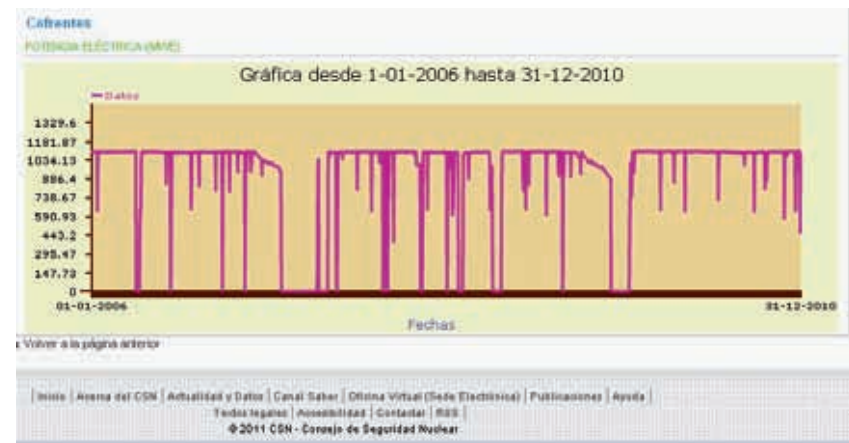 Cofrentes
POTENCIA ELÉCTRICA (MWE)
Gráfica desde 1-01-2006 hasta 31-12-2010
Datos
1329.6
1181.87
1034.13
886.4
738.67
590.93
443.2
295.47
147.73
0
01-01-2006
31-12-2010
Fechas
Volver a la página anterior
| Inicio | Acerca del CSN | Actualidad y Datos | Canal Saber | Oficina Virtual (Sede Electrónica) | Publicaciones | Ayuda |
Textos legales | Accesibilidad | Contactar | RSS |
©2011 CSN - Consejo de Seguridad Nuclear